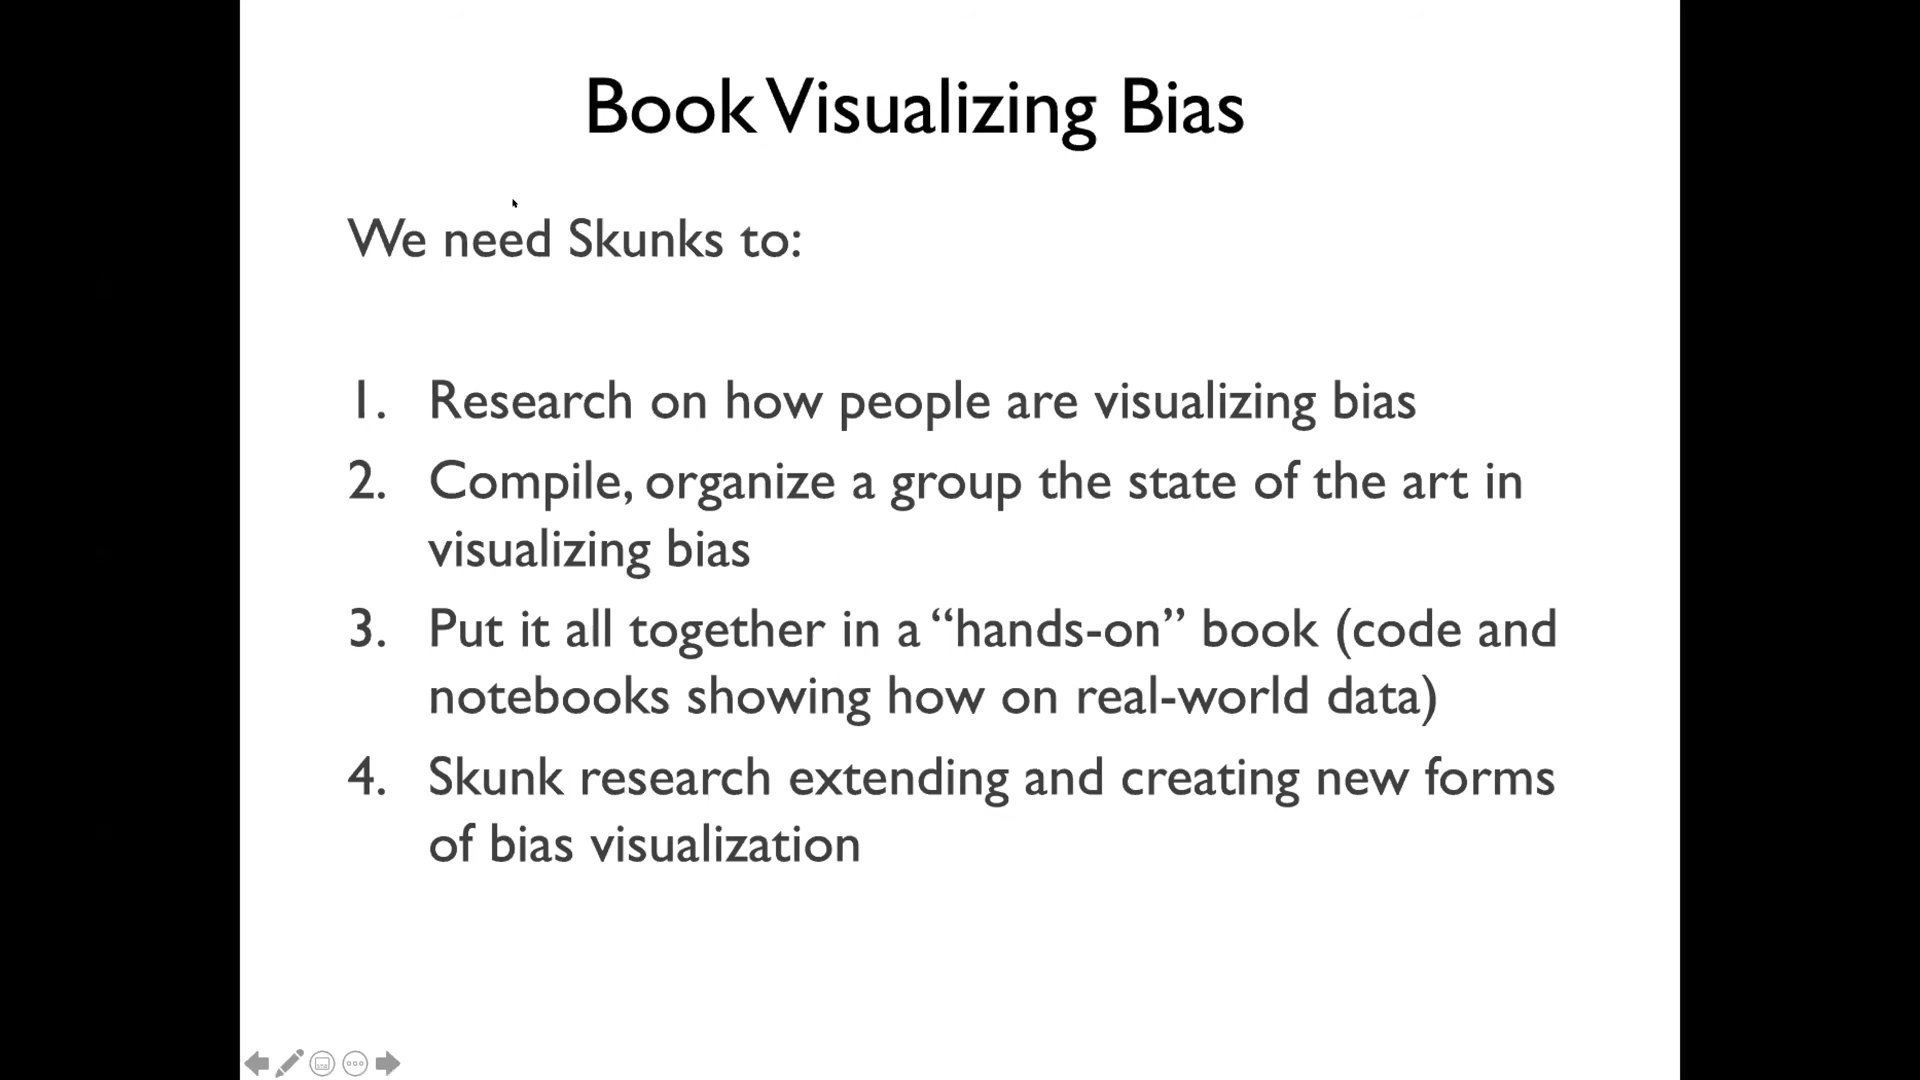 Book Visualizing Bias
We need Skunks to:
1. Research on how people are visualizing bias
2. Compile, organize a group the state of the art in
visualizing bias
3. Put it all together in a “hands-on” book (code and
notebooks showing how on real-world data)
4. Skunk research extending and creating new forms
of bias visualization